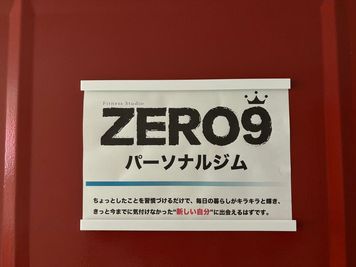 Fitness Studio
ZERO9
パーソナルジム
ちょっとしたことを習慣づけるだけで、毎日の暮らしがキラキラと輝き、
きっと今までに気付けなかった"新しい自分"に出会えるはずです。